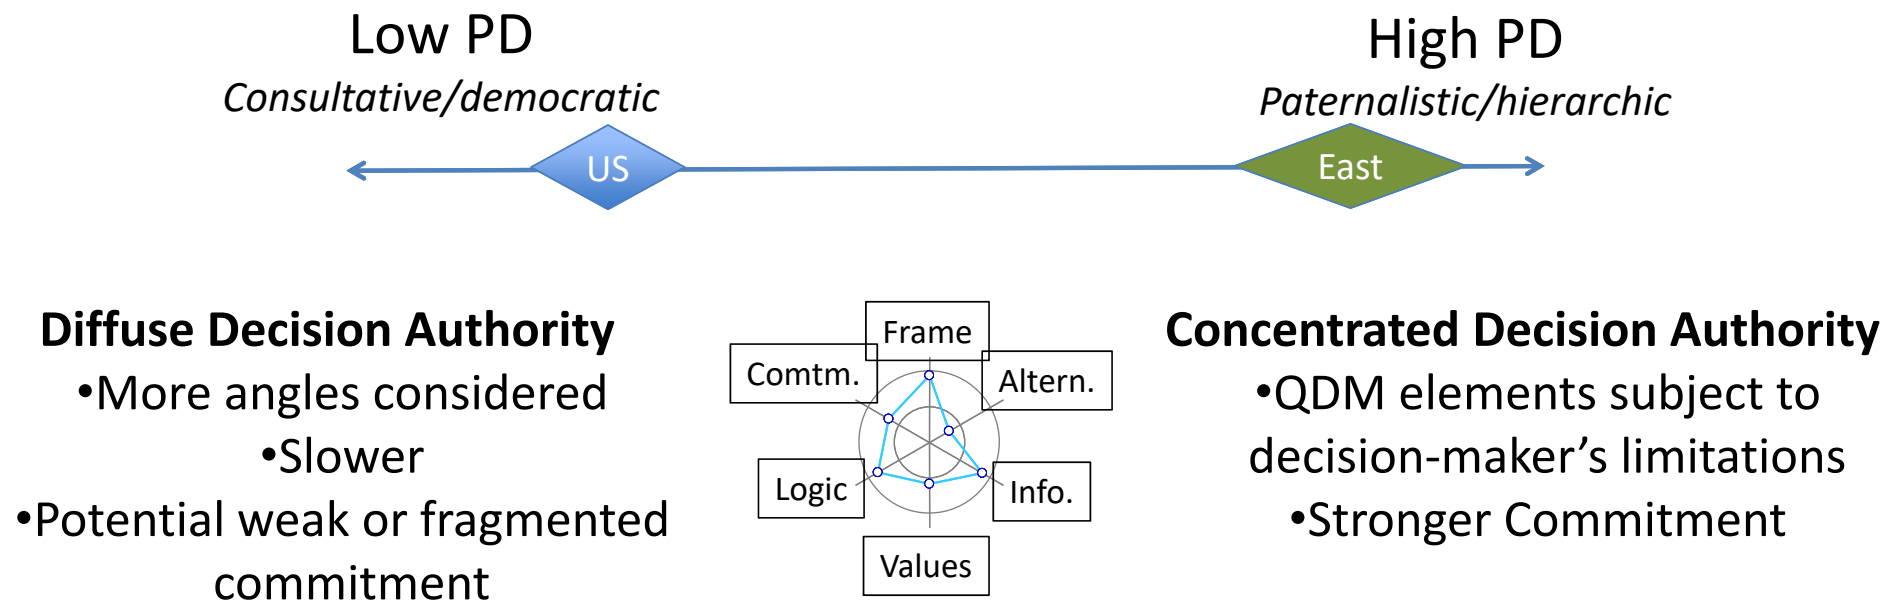 Low PD
Consultative/democratic
High PD
Paternalistic/hierarchic
US
East
Diffuse Decision Authority
•More angles considered
•Slower
•Potential weak or fragmented
commitment
Frame
Comtm.
Altern.
Logic
Info.
Values
Concentrated Decision Authority
•QDM elements subject to
decision-maker’s limitations
•Stronger Commitment